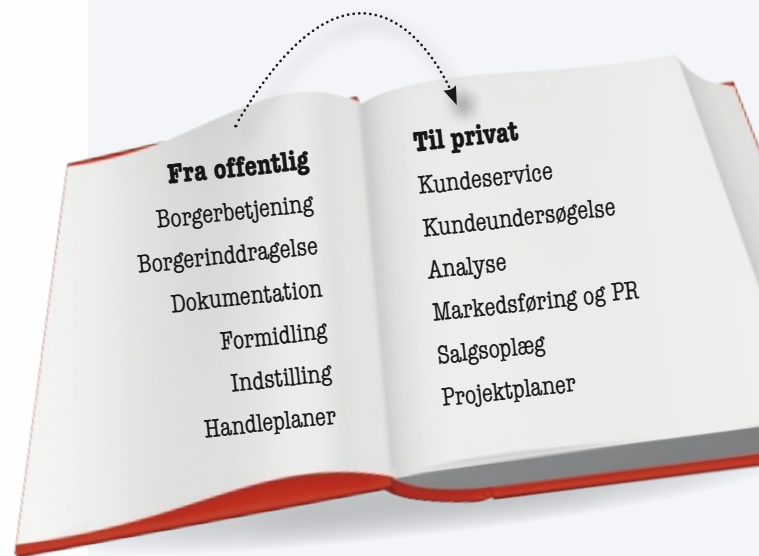 Fra offentlig
Borgerbetjening
Borgerinddragelse
Dokumentation
Formidling
Indstilling
Handleplaner
Til privat
Kundeservice
Kundeundersøgelse
Analyse
Markedsføring og PR
Salgsoplæg
Projektplaner